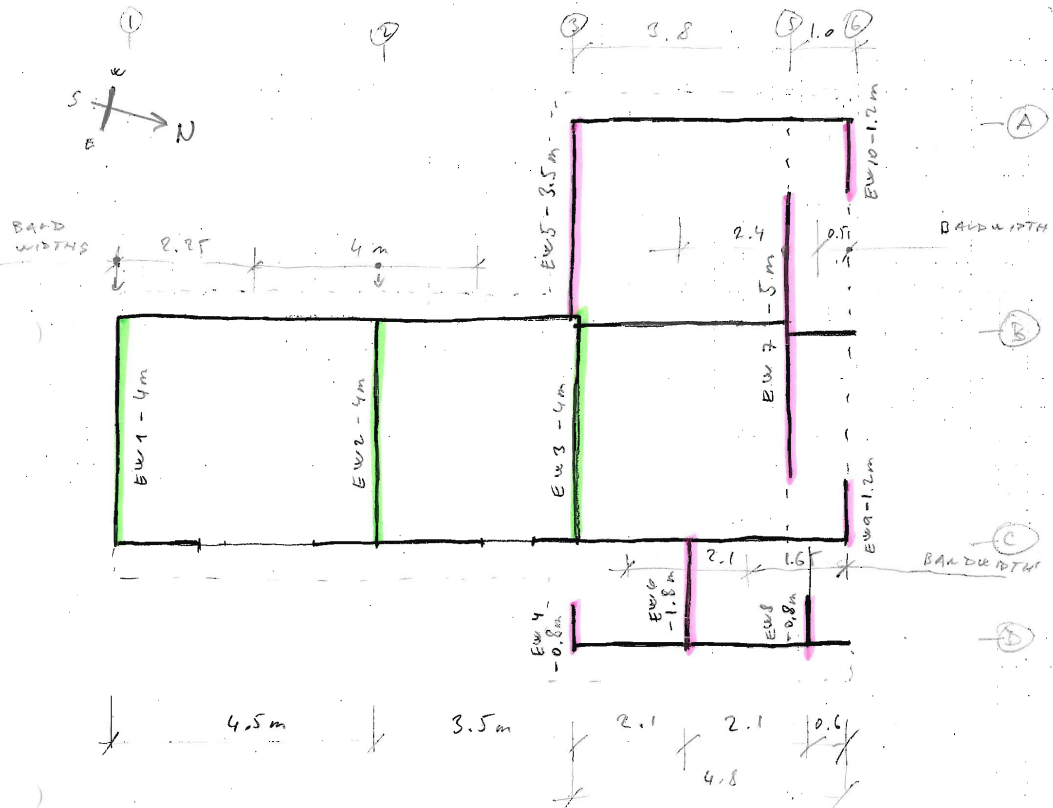 1
2
3
5
6
3.8
1.0
W
S
N
E
A
EW10-1.2m
EW5-3.5m
BAND
WIDTHS
2.25
4m
2.4
0.5
BANDWIDTH
EW7-5m
B
EW1-4m
EW2-4m
EW3-4m
EW9-1.2m
C
2.1
1.65
BANDWIDTH
EW4
-0.8m
EW6
-1.8m
EW8
-0.8m
D
4.5m
3.5m
2.1
2.1
0.6
4.8